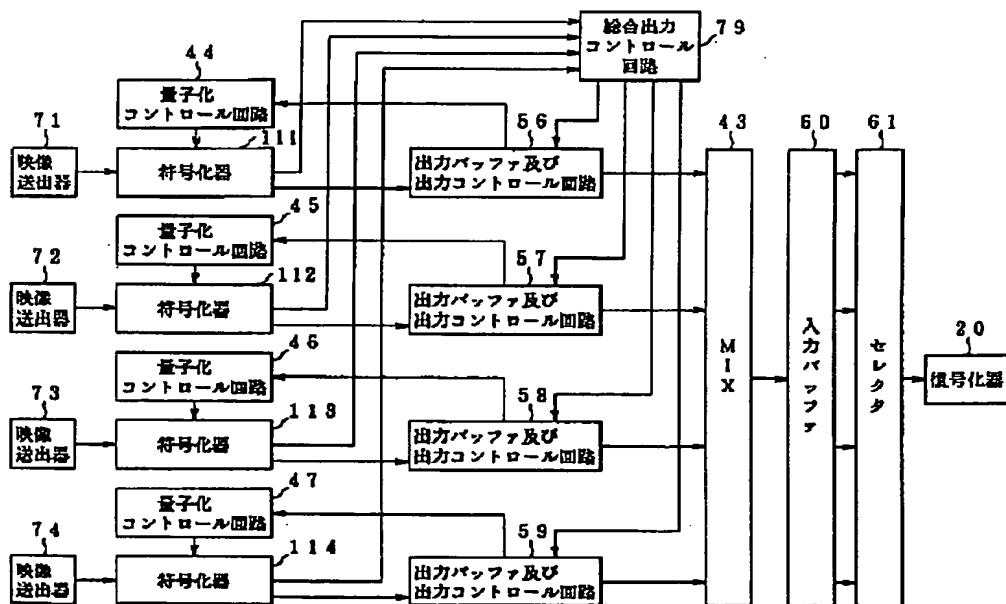 総合出力
コントロール
回路
79
44
量子化
コントロール回路
71
映像
送出器
111
符号化器
56
出力バッファ及び
出力コントロール回路
43
60
61
45
量子化
コントロール回路
72
映像
送出器
112
符号化器
57
出力バッファ及び
出力コントロール回路
MIX
入力バッファ
セレクタ
20
信号化器
46
量子化
コントロール回路
73
映像
送出器
113
符号化器
58
出力バッファ及び
出力コントロール回路
47
量子化
コントロール回路
74
映像
送出器
114
符号化器
59
出力バッファ及び
出力コントロール回路